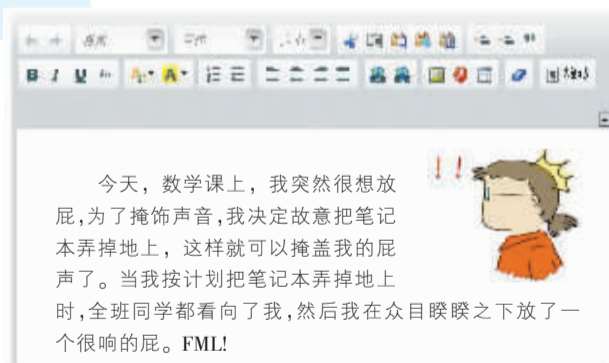 B I U
A
A
！！
今天，数学课上，我突然很想放
屁，为了掩饰声音，我决定故意把笔记
本弄掉地上，这样就可以掩盖我的屁
声了。当我按计划把笔记本弄掉地上
时，全班同学都看向了我，然后我在众目睽睽之下放了一
个很响的屁。FML!